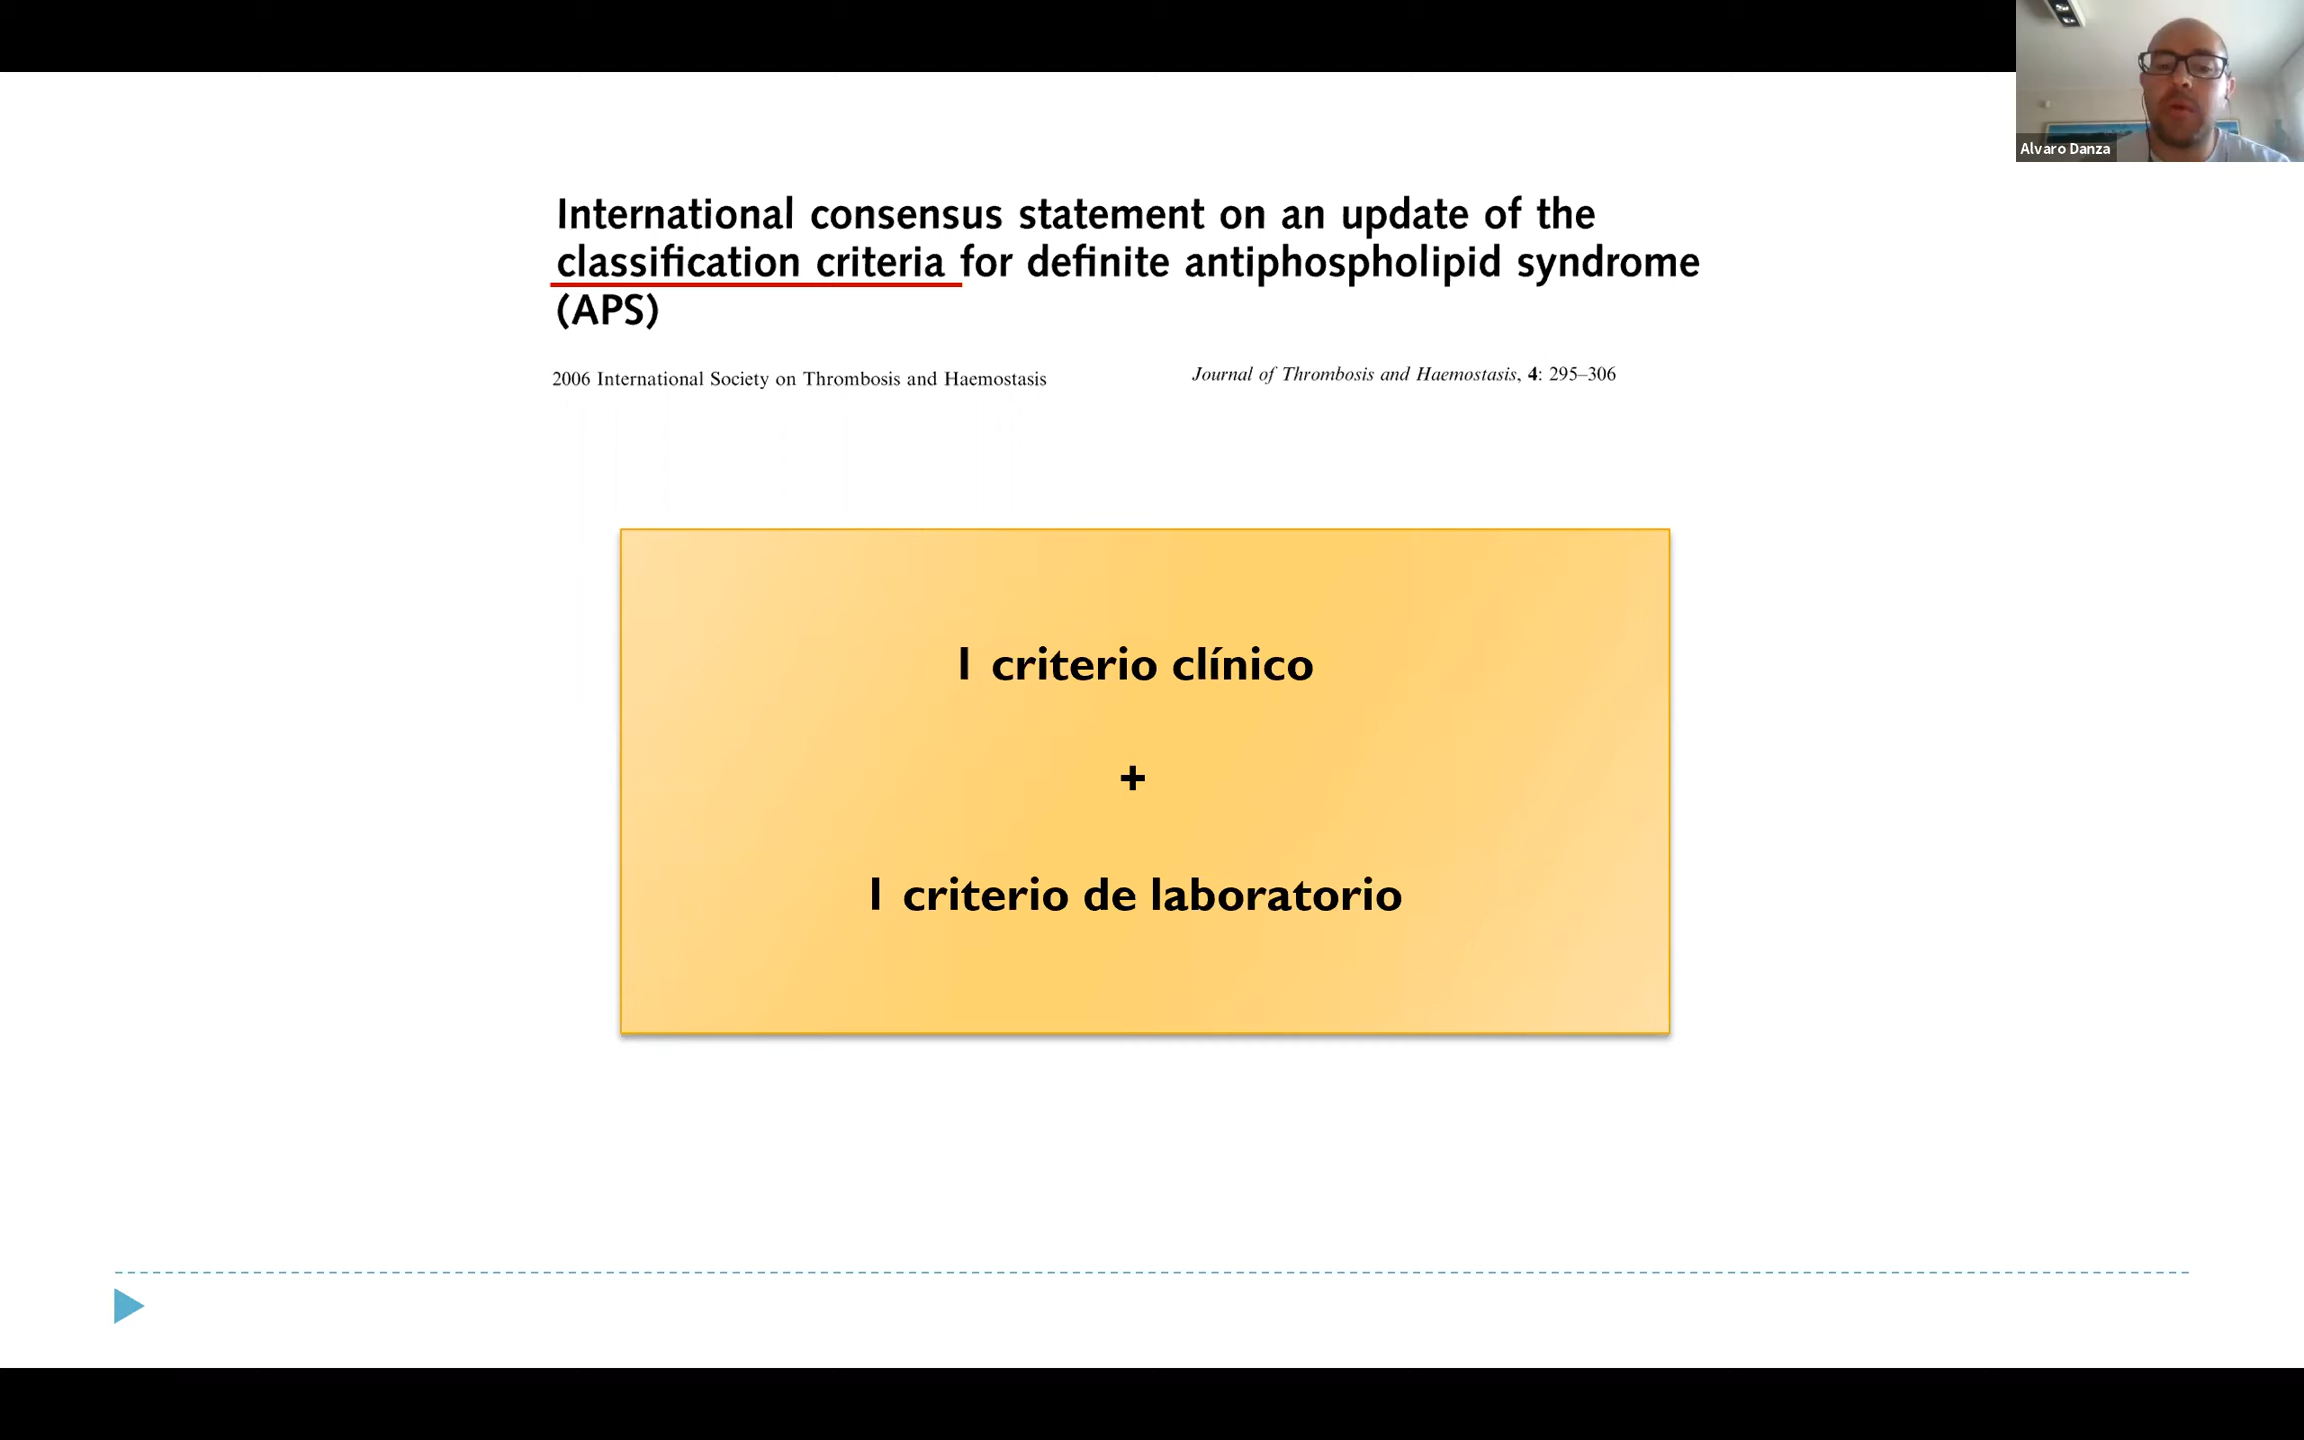 Alvaro Danza
International consensus statement on an update of the
classification criteria for definite antiphospholipid syndrome
(APS)
2006 International Society on Thrombosis and Haemostasis
Journal of Thrombosis and Haemostasis, 4: 295–306
1 criterio clínico
+
1 criterio de laboratorio